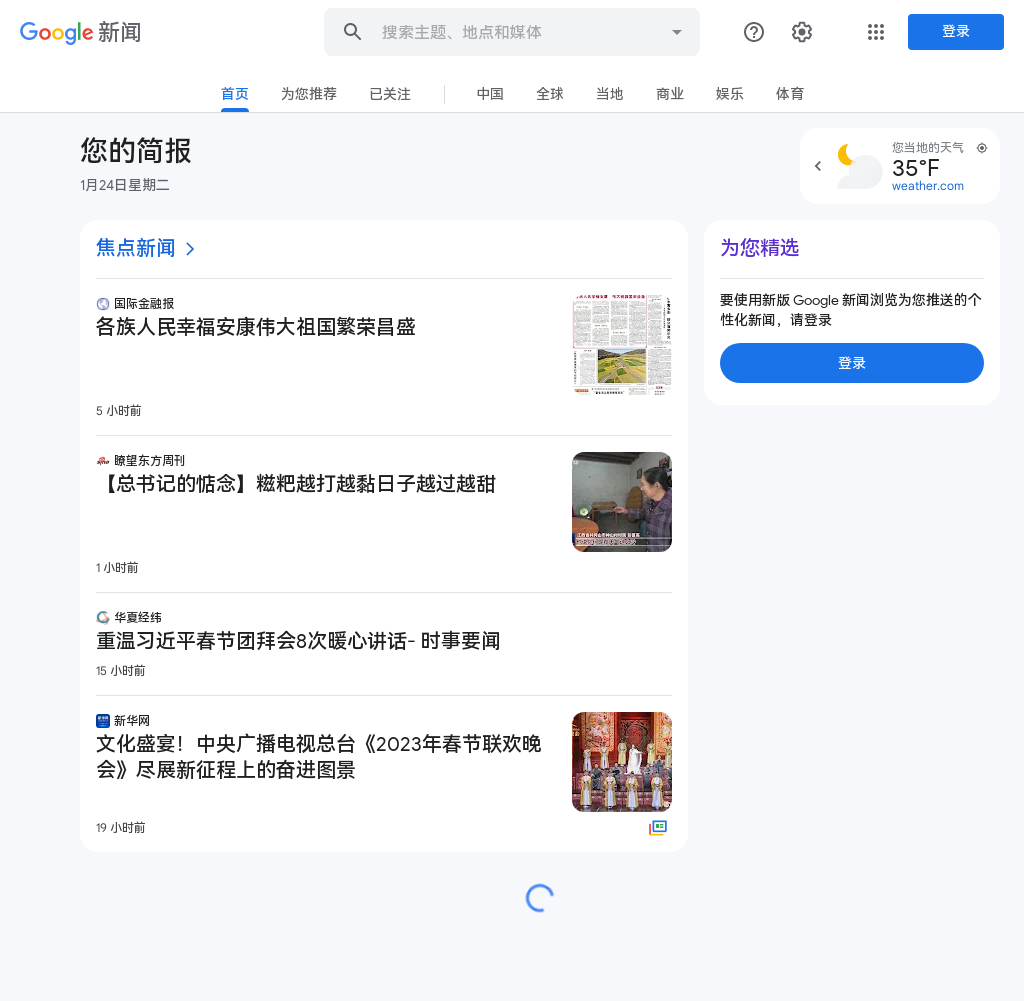 Google 新闻
搜索主题、地点和媒体
登录
首页
为您推荐
已关注
中国
全球
当地
商业
娱乐
体育
您的简报
1月24日星期二
您当地的天气
35°F
weather.com
焦点新闻
国际金融报
各族人民幸福安康伟大祖国繁荣昌盛
5 小时前
瞭望东方周刊
【总书记的惦念】糍粑越打越黏日子越过越甜
1 小时前
华夏经纬
重温习近平春节团拜会8次暖心讲话- 时事要闻
15 小时前
新华网
文化盛宴！中央广播电视总台《2023年春节联欢晚
会》尽展新征程上的奋进图景
19 小时前
为您精选
要使用新版 Google 新闻浏览为您推送的个
性化新闻，请登录
登录